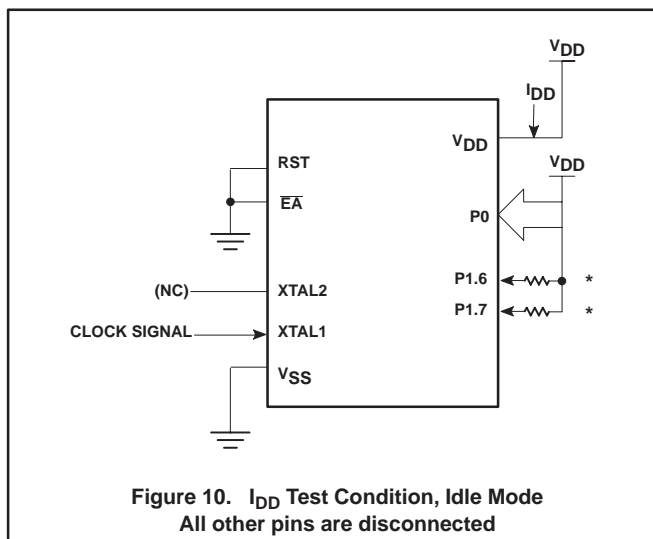 VDD
IDD
VDD
VDD
RST
EA
P0
P1.6 *
(NC) XTAL2
P1.7 *
CLOCK SIGNAL XTAL1
VSS
Figure 10. IDD Test Condition, Idle Mode
All other pins are disconnected